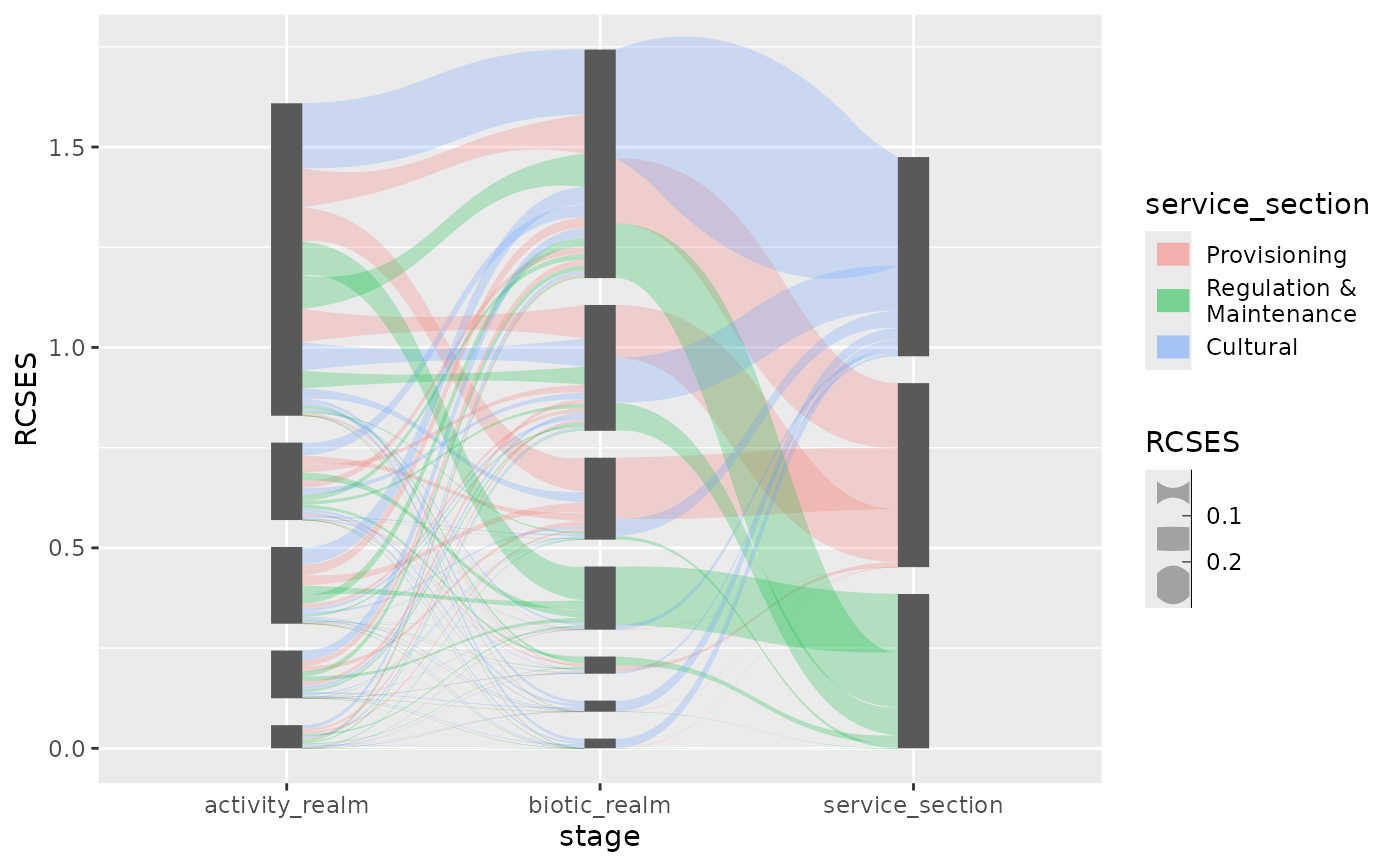 RCSES
1.5
1.0
0.5
0.0
activity_realm
biotic_realm
service_section
stage
service_section
Provisioning
Regulation &
Maintenance
Cultural
RCSES
0.1
0.2